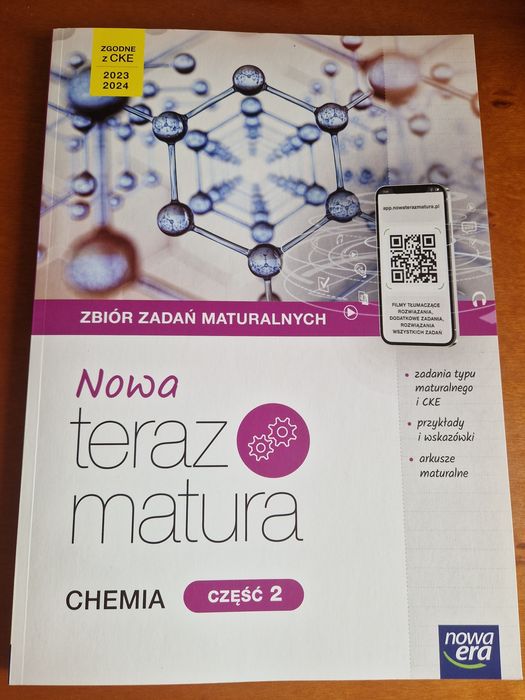 ZGODNE
z CKE
2023
2024
app.nowaterazmatura.pl
FILMY TŁUMACZĄCE
ROZWIĄZANIA,
DODATKOWE ZADANIA,
ROZWIĄZANIA
WSZYSTKICH ZADAŃ
ZBIÓR ZADAŃ MATURALNYCH
Nowa
teraz
matura
• zadania typu
maturalnego
i CKE
• przykłady
i wskazówki
• arkusze
maturalne
CHEMIA CZĘŚĆ 2
nowa
era